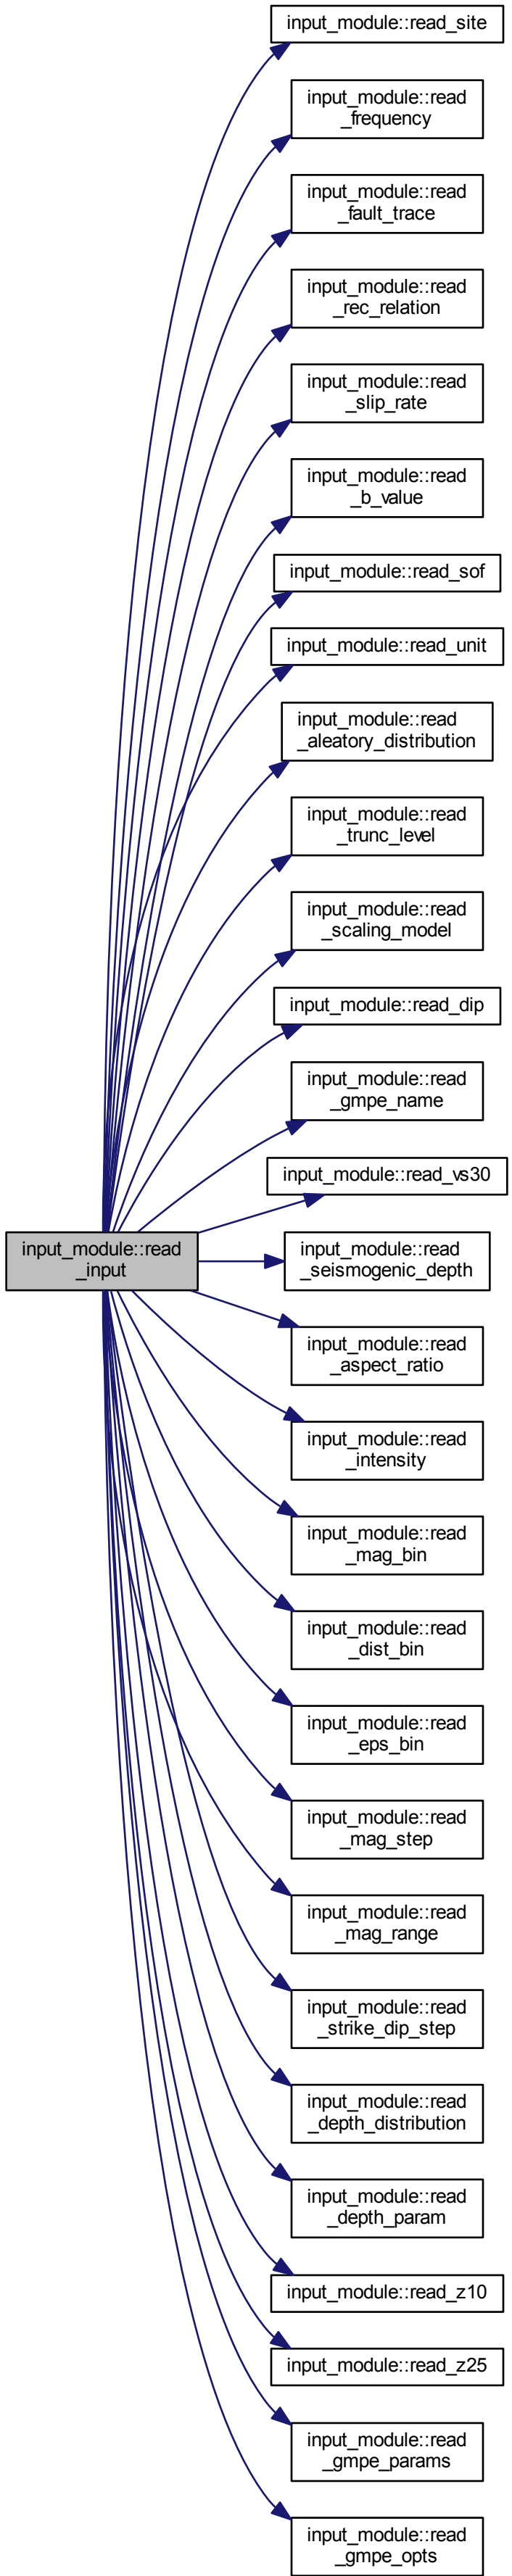 input_module::read_site
input_module::read
_frequency
input_module::read
_fault_trace
input_module::read
_rec_relation
input_module::read
_slip_rate
input_module::read
_b_value
input_module::read_sof
input_module::read_unit
input_module::read
_aleatory_distribution
input_module::read
_trunc_level
input_module::read
_scaling_model
input_module::read_dip
input_module::read
_gmpe_name
input_module::read_vs30
input_module::read
_input
input_module::read
_seismogenic_depth
input_module::read
_aspect_ratio
input_module::read
_intensity
input_module::read
_mag_bin
input_module::read
_dist_bin
input_module::read
_eps_bin
input_module::read
_mag_step
input_module::read
_mag_range
input_module::read
_strike_dip_step
input_module::read
_depth_distribution
input_module::read
_depth_param
input_module::read_z10
input_module::read_z25
input_module::read
_gmpe_params
input_module::read
_gmpe_opts